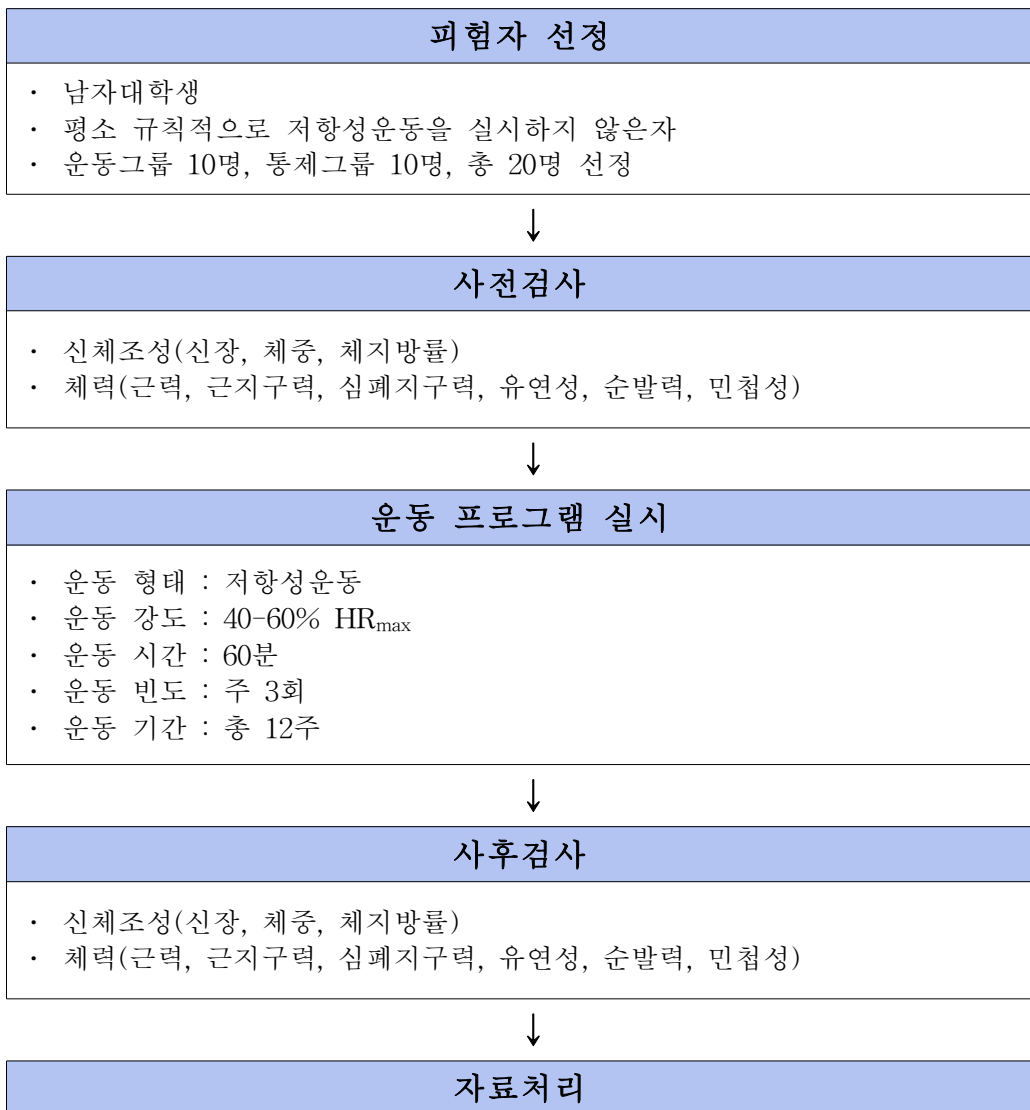 피험자 선정
· 남자대학생
· 평소 규칙적으로 저항성운동을 실시하지 않은자
· 운동그룹 10명, 통제그룹 10명, 총 20명 선정
↓
사전검사
· 신체조성(신장, 체중, 체지방률)
· 체력(근력, 근지구력, 심폐지구력, 유연성, 순발력, 민첩성)
↓
운동 프로그램 실시
· 운동 형태 : 저항성운동
· 운동 강도 : 40-60% HRmax
· 운동 시간 : 60분
· 운동 빈도 : 주 3회
· 운동 기간 : 총 12주
↓
사후검사
· 신체조성(신장, 체중, 체지방률)
· 체력(근력, 근지구력, 심폐지구력, 유연성, 순발력, 민첩성)
↓
자료처리